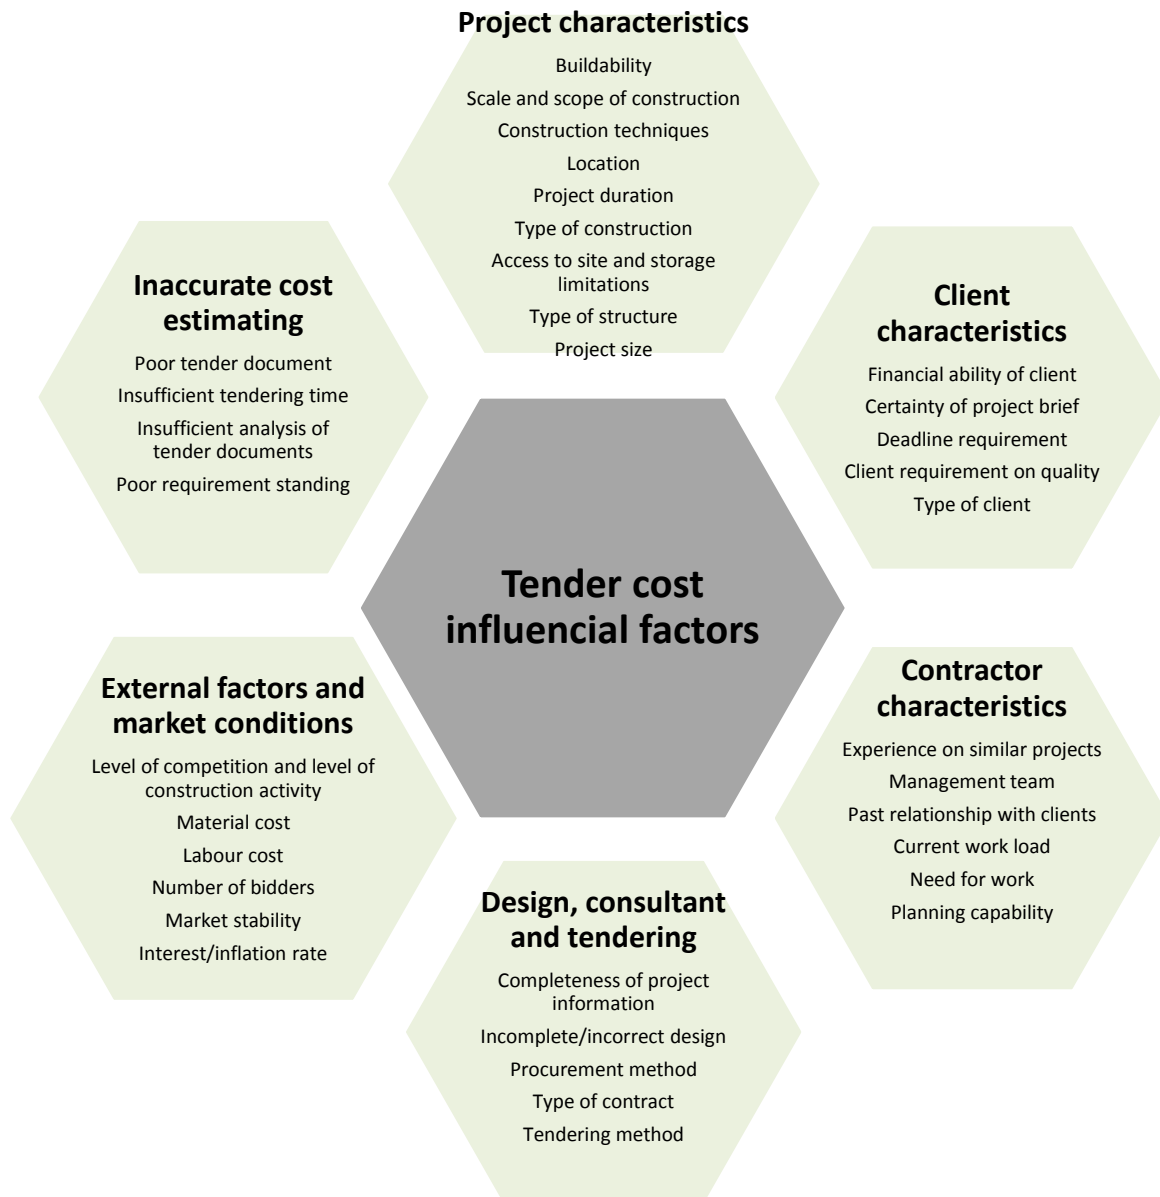 Project characteristics
Buildability
Scale and scope of construction
Construction techniques
Location
Project duration
Type of construction
Access to site and storage
limitations
Type of structure
Project size
Client
characteristics
Financial ability of client
Certainty of project brief
Deadline requirement
Client requirement on quality
Type of client
Contractor
characteristics
Experience on similar projects
Management team
Past relationship with clients
Current work load
Need for work
Planning capability
Design, consultant
and tendering
Completeness of project
information
Incomplete/incorrect design
Procurement method
Type of contract
Tendering method
External factors and
market conditions
Level of competition and level of
construction activity
Material cost
Labour cost
Number of bidders
Market stability
Interest/inflation rate
Inaccurate cost
estimating
Poor tender document
Insufficient tendering time
Insufficient analysis of
tender documents
Poor requirement standing
Tender cost
influencial factors